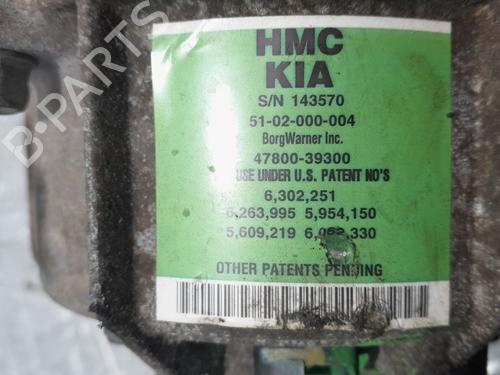 HMC
KIA
S/N 143570
51-02-000-004
BorgWarner Inc.
47800-39300
USE UNDER U.S. PATENT NO'S
6,302,251
6,263,995 5,954,150
5,609,219
OTHER PATENTS PENDING
B-PARTS